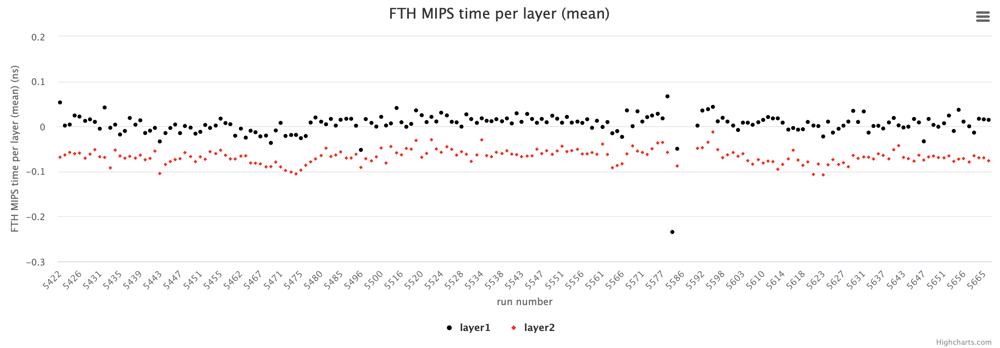 FTH MIPS time per layer (mean)
FTH MIPS time per layer (mean) (ns)
0.2
0.1
0
−0.1
−0.2
−0.3
5422 5426 5431 5435 5439 5443 5447 5451 5455 5462 5467 5471 5475 5480 5485 5496 5500 5516 5520 5524 5528 5534 5538 5543 5547 5551 5556 5561 5566 5571 5577 5586 5592 5598 5603 5610 5614 5618 5623 5627 5631 5637 5643 5647 5651 5656 5665
run number
layer1 layer2
Highcharts.com